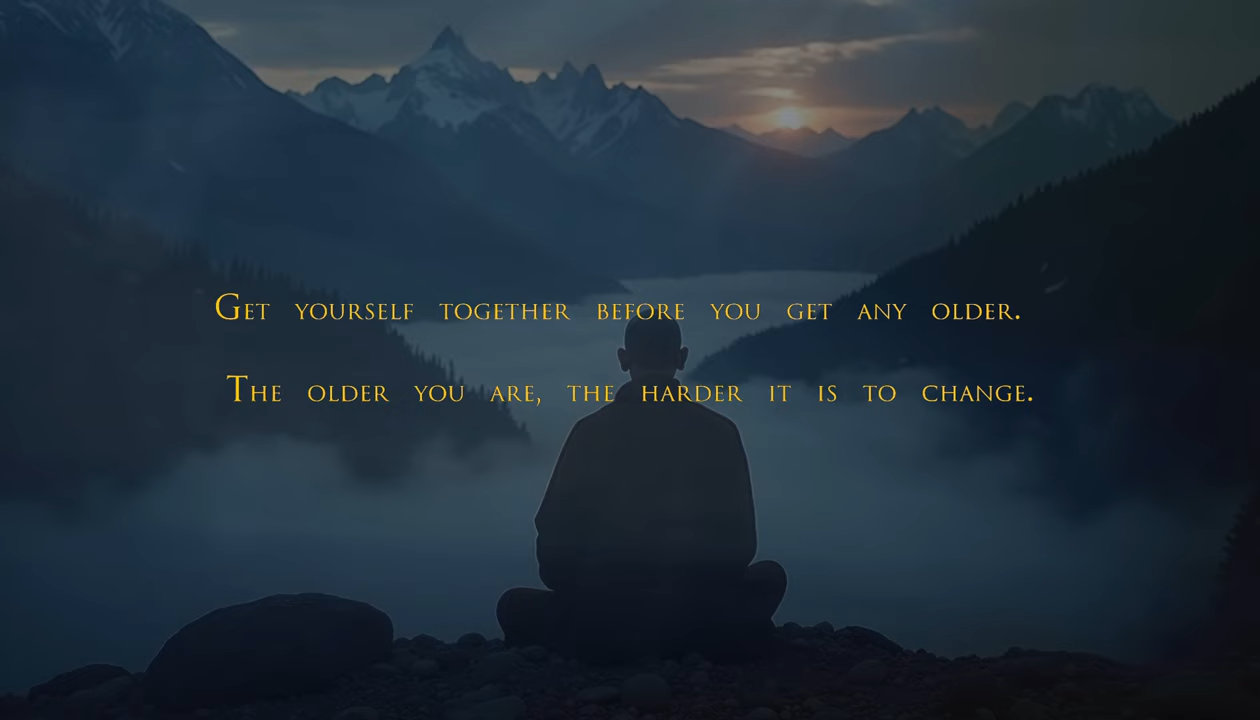 Get yourself together before you get any older.
The older you are, the harder it is to change.